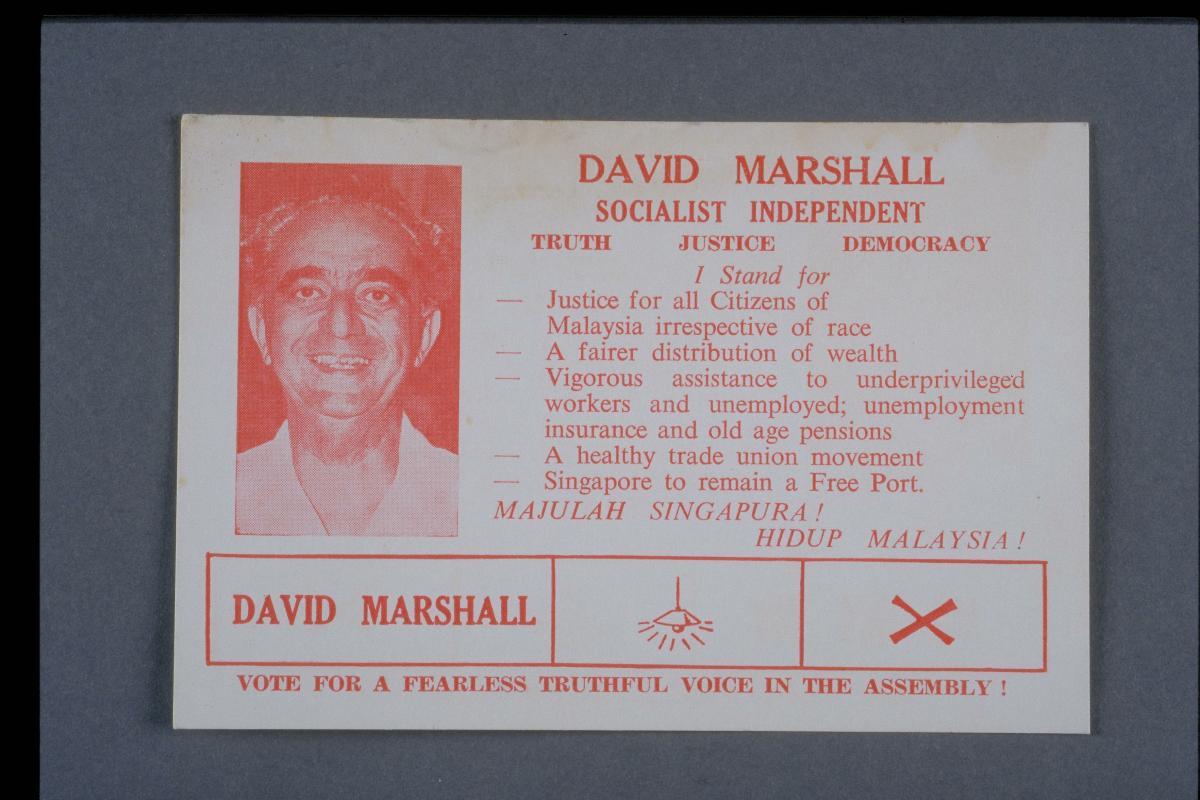 DAVID MARSHALL
SOCIALIST INDEPENDENT
TRUTH JUSTICE DEMOCRACY
I Stand for
— Justice for all Citizens of
Malaysia irrespective of race
— A fairer distribution of wealth
— Vigorous assistance to underprivileged
workers and unemployed; unemployment
insurance and old age pensions
— A healthy trade union movement
— Singapore to remain a Free Port.
MAJULAH SINGAPURA!
HIDUP MALAYSIA!
DAVID MARSHALL
VOTE FOR A FEARLESS TRUTHFUL VOICE IN THE ASSEMBLY!